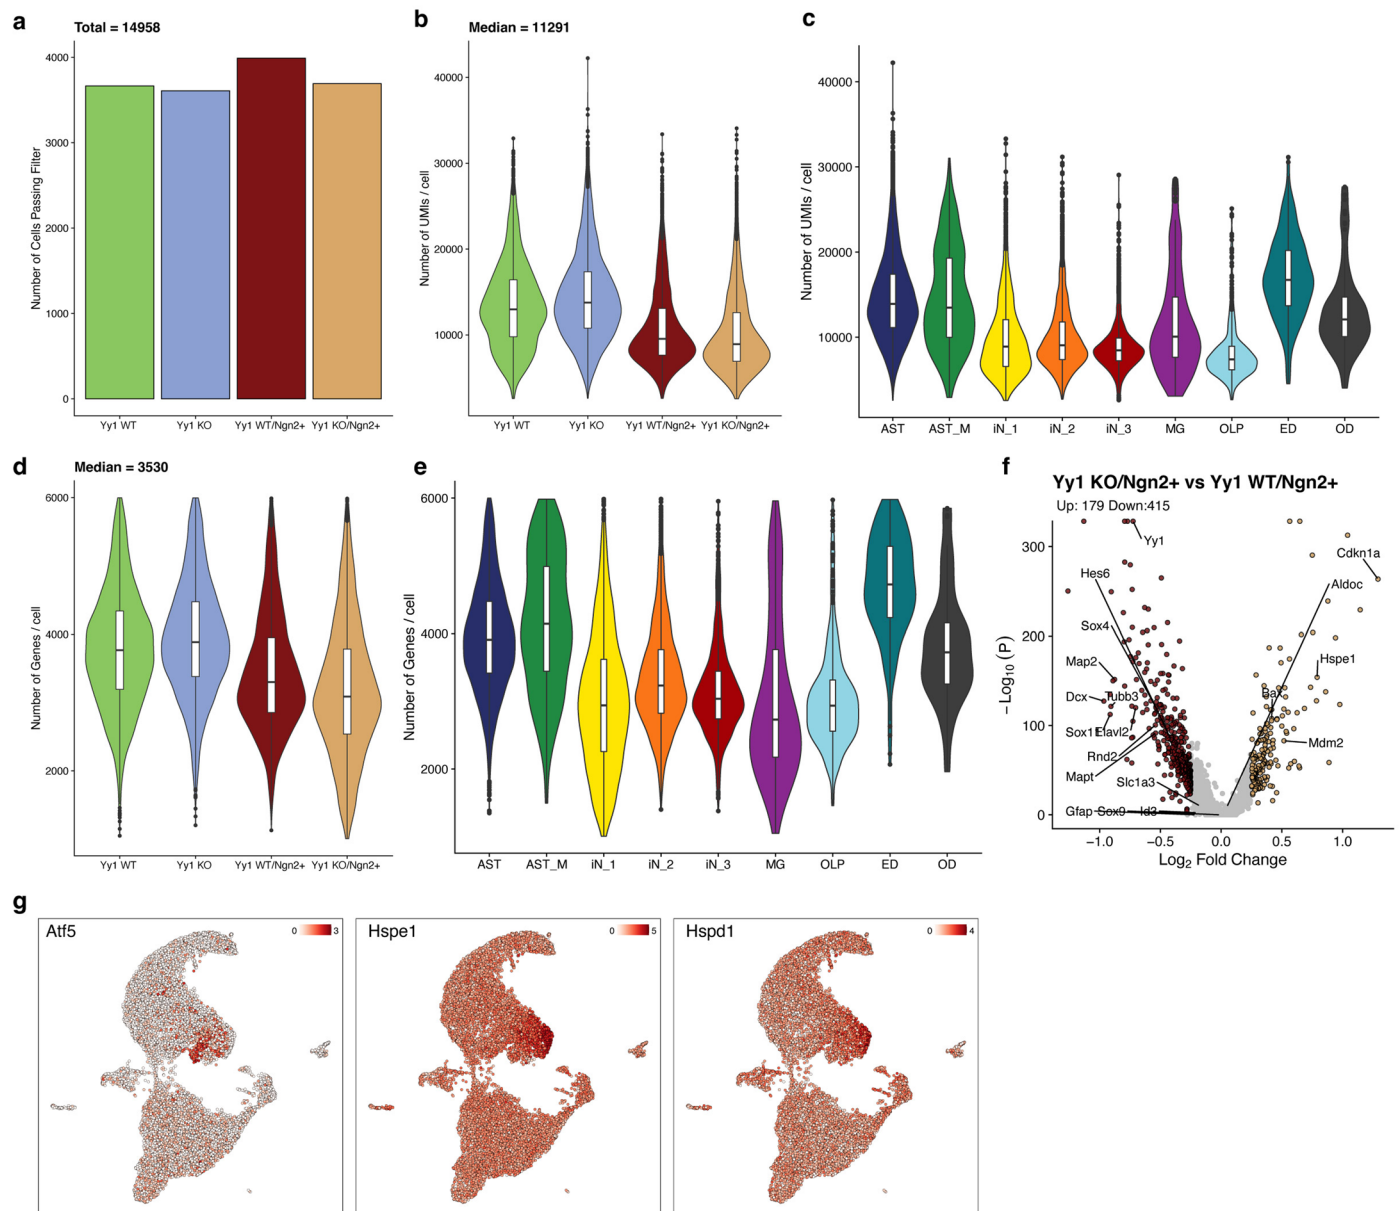 a
Total = 14958
Number of Cells Passing Filter
4000
3000
2000
1000
0
Yy1 WT
Yy1 KO
Yy1 WT/Ngn2+
Yy1 KO/Ngn2+
b
Median = 11291
Number of UMIs / cell
40000
30000
20000
10000
Yy1 WT
Yy1 KO
Yy1 WT/Ngn2+
Yy1 KO/Ngn2+
c
Number of UMIs / cell
40000
30000
20000
10000
AST
AST_M
iN_1
iN_2
iN_3
MG
OLP
ED
OD
d
Median = 3530
Number of Genes / cell
6000
4000
2000
Yy1 WT
Yy1 KO
Yy1 WT/Ngn2+
Yy1 KO/Ngn2+
e
Number of Genes / cell
6000
4000
2000
AST
AST_M
iN_1
iN_2
iN_3
MG
OLP
ED
OD
f
Yy1 KO/Ngn2+ vs Yy1 WT/Ngn2+
Up: 179 Down:415
−Log10 (P)
300
200
100
0
Yy1
Cdkn1a
Hes6
Aldoc
Sox4
Map2
Hspe1
Dcx
Tubb3
Bax
Sox11
Elavl2
Mdm2
Rnd2
Mapt
Slc1a3
Gfap
Sox9
Id3
−1.0
−0.5
0.0
0.5
1.0
Log2 Fold Change
g
Atf5
0
3
Hspe1
0
5
Hspd1
0
4